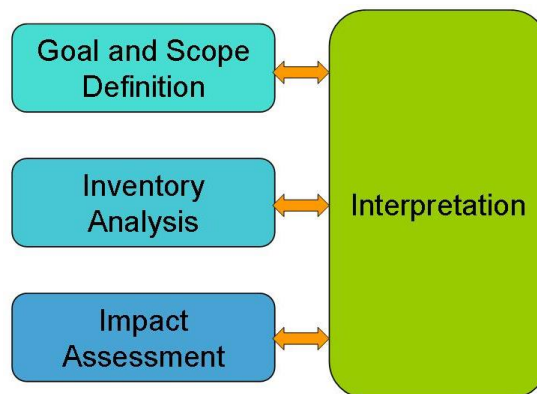 Goal and Scope
Definition
Inventory
Analysis
Interpretation
Impact
Assessment